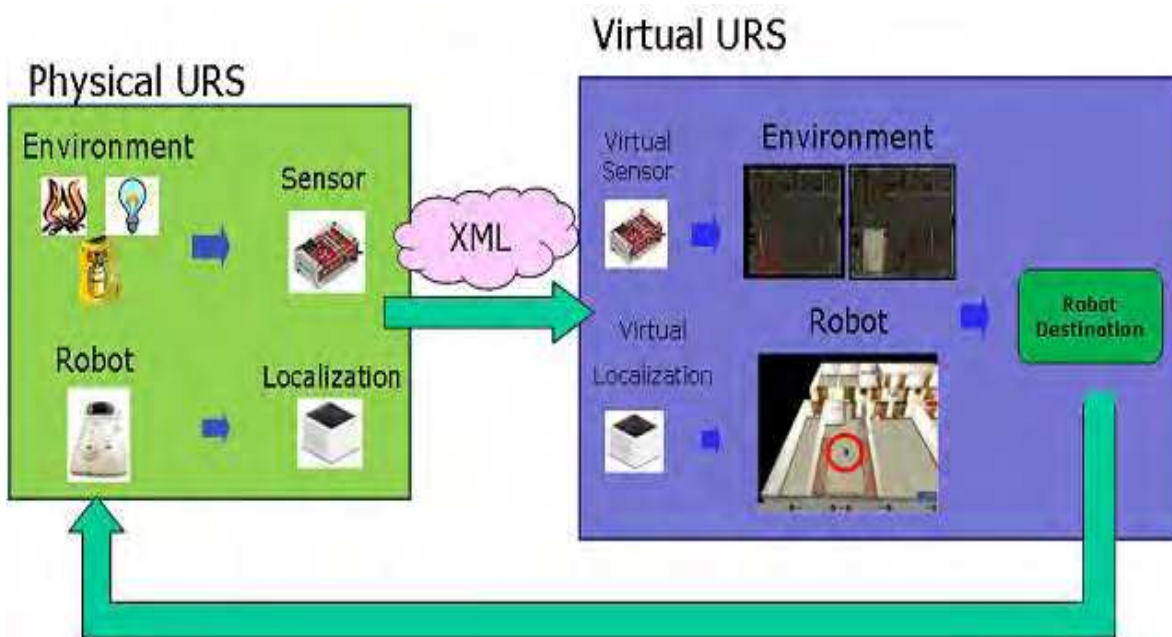 Virtual URS
Physical URS
Environment
Sensor
XML
Virtual
Sensor
Environment
Robot
Localization
Virtual
Localization
Robot
Robot
Destination